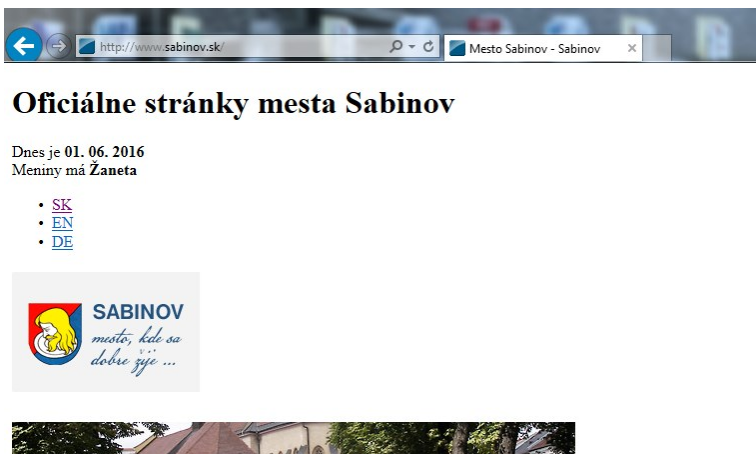 http://www.sabinov.sk/
Mesto Sabinov - Sabinov
Oficiálne stránky mesta Sabinov
Dnes je 01. 06. 2016
Meniny má Žaneta
SK
EN
DE
SABINOV
mesto, kde sa
dobre žije ...